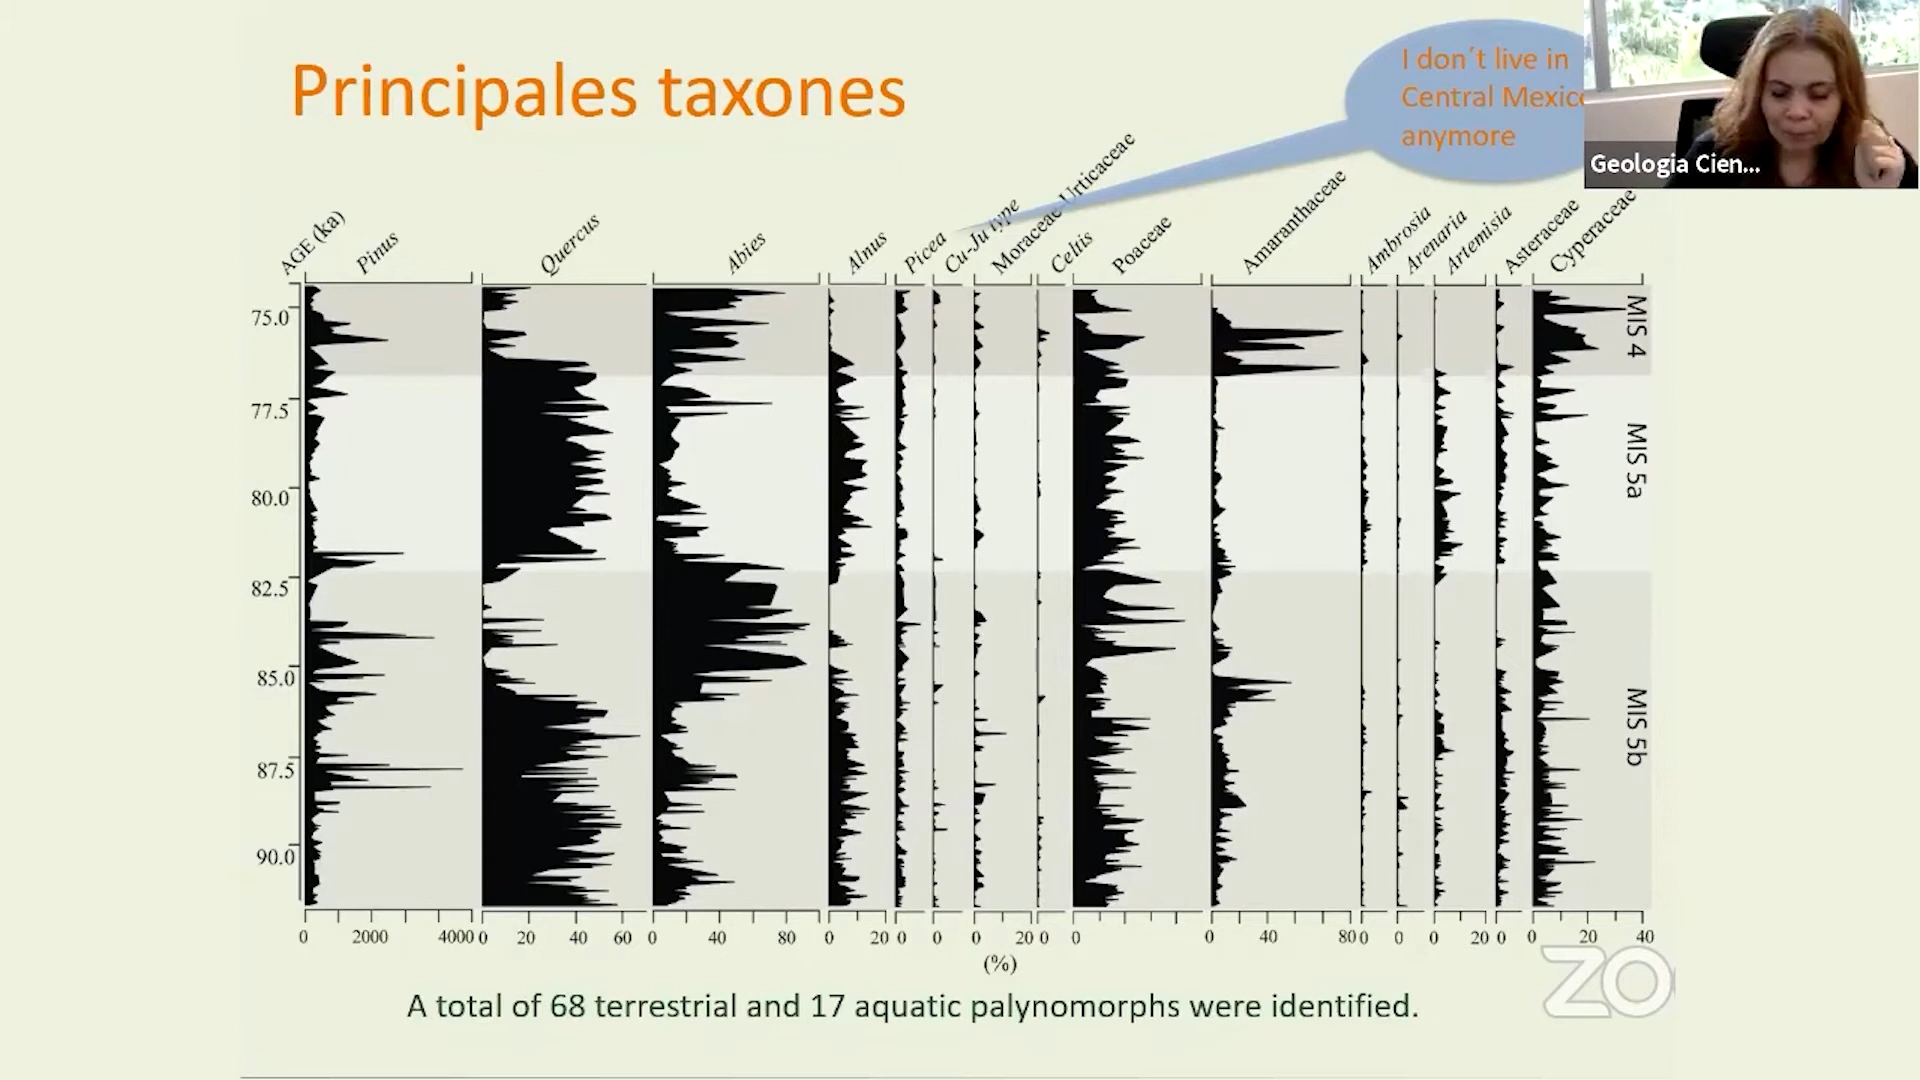 Principales taxones
I don´t live in
Central Mexico
anymore
Geologia Cien...
AGE (ka)
Pinus
Quercus
Abies
Alnus
Picea
Cu-Ju type
Moraceae-Urticaceae
Celtis
Poaceae
Amaranthaceae
Ambrosia
Arenaria
Artemisia
Asteraceae
Cyperaceae
75.0
77.5
80.0
82.5
85.0
87.5
90.0
MIS 4
MIS 5a
MIS 5b
0 2000 4000 0 20 40 60 0 40 80 0 20 0 0 0 20 0 0 0 40 80 0 0 0 20 0 0 20 40
(%)
A total of 68 terrestrial and 17 aquatic palynomorphs were identified.
ZO